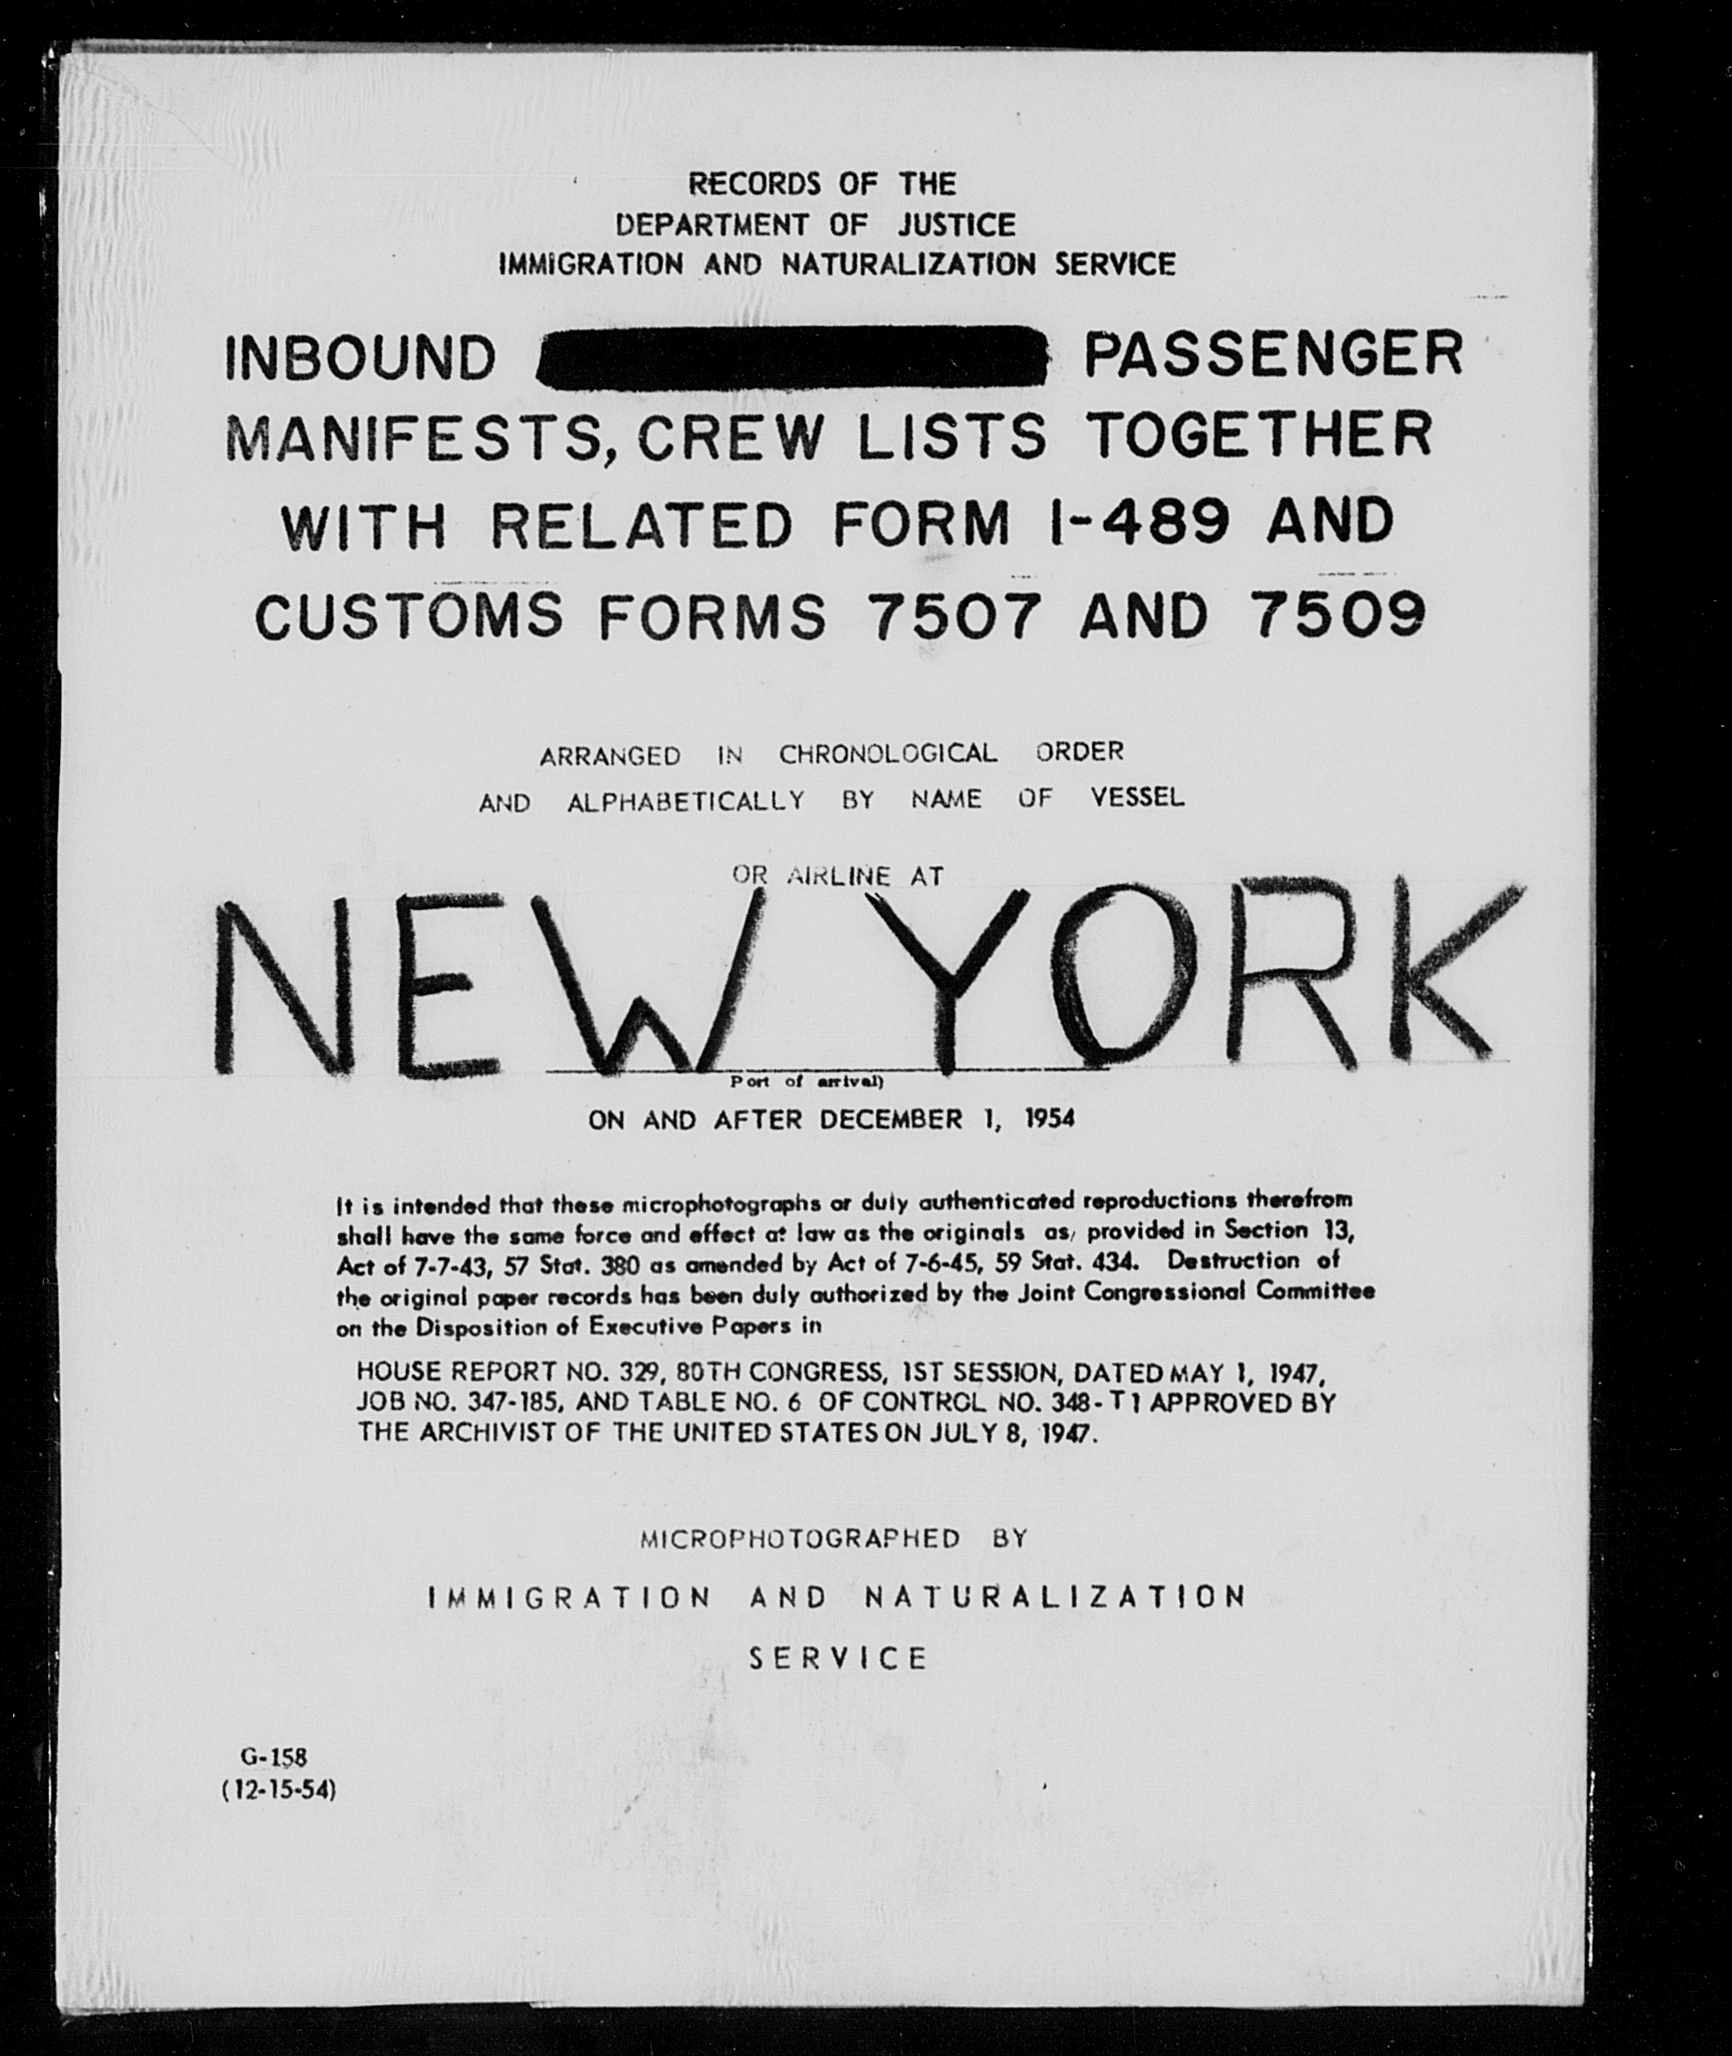 RECORDS OF THE
DEPARTMENT OF JUSTICE
IMMIGRATION AND NATURALIZATION SERVICE
INBOUND PASSENGER
MANIFESTS, CREW LISTS TOGETHER
WITH RELATED FORM I-489 AND
CUSTOMS FORMS 7507 AND 7509
ARRANGED IN CHRONOLOGICAL ORDER
AND ALPHABETICALLY BY NAME OF VESSEL
OR AIRLINE AT
NEW YORK
Port of arrival)
ON AND AFTER DECEMBER 1, 1954
It is intended that these microphotographs or duly authenticated reproductions therefrom
shall have the same force and effect at law as the originals as, provided in Section 13,
Act of 7-7-43, 57 Stat. 380 as amended by Act of 7-6-45, 59 Stat. 434. Destruction of
the original paper records has been duly authorized by the Joint Congressional Committee
on the Disposition of Executive Papers in
HOUSE REPORT NO. 329, 80TH CONGRESS, 1ST SESSION, DATED MAY 1, 1947,
JOB NO. 347-185, AND TABLE NO. 6 OF CONTROL NO. 348-T1 APPROVED BY
THE ARCHIVIST OF THE UNITED STATES ON JULY 8, 1947.
MICROPHOTOGRAPHED BY
IMMIGRATION AND NATURALIZATION
SERVICE
G-158
(12-15-54)